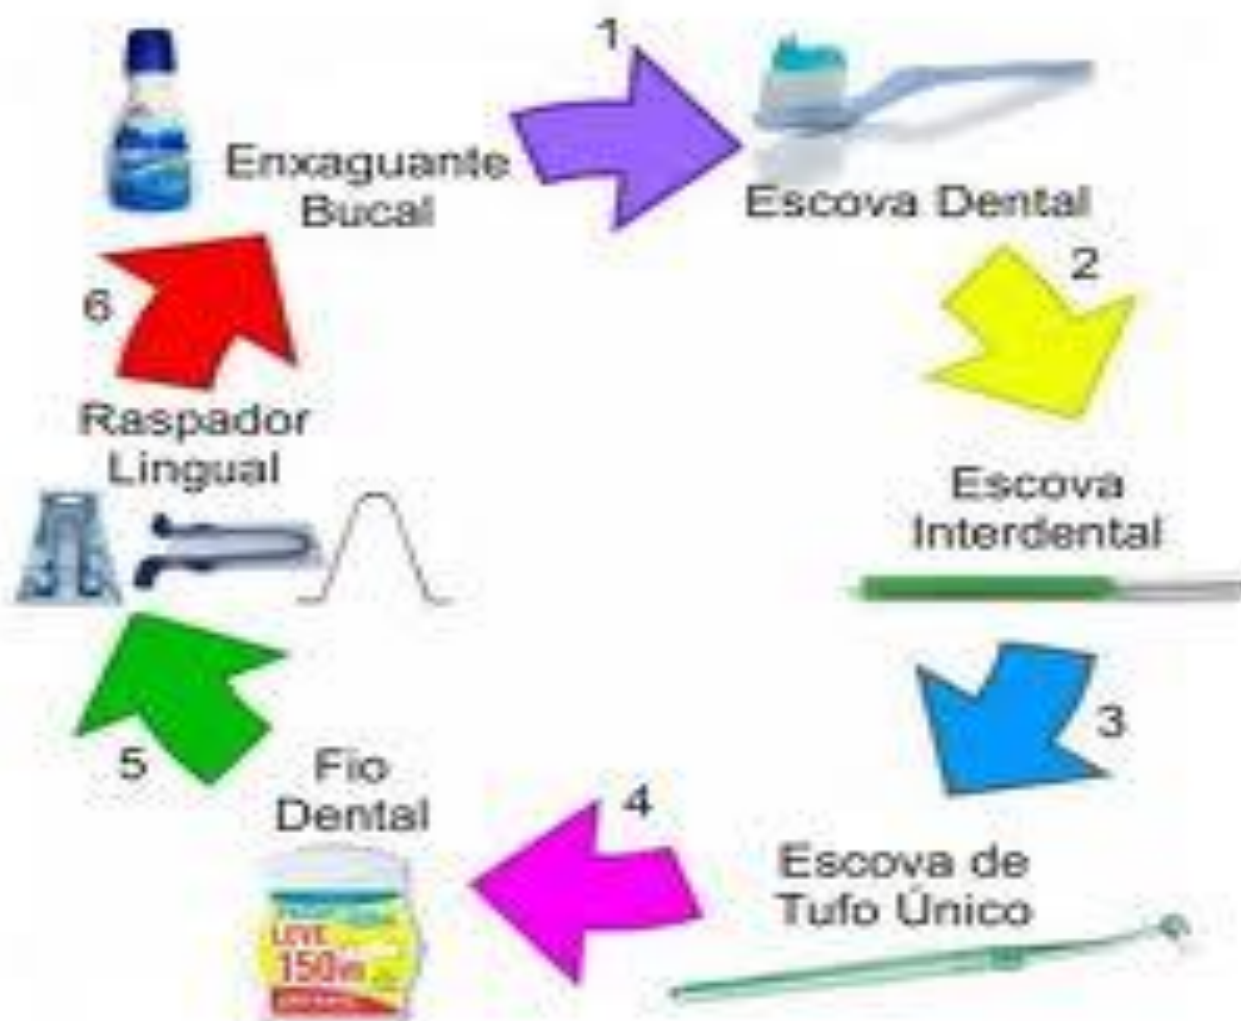 1
Enxaguante
Bucal
Escova Dental
2
6
Raspador
Lingual
Escova
Interdental
3
5
Fio
Dental
4
Escova de
Tufo Único
LEVE
150m